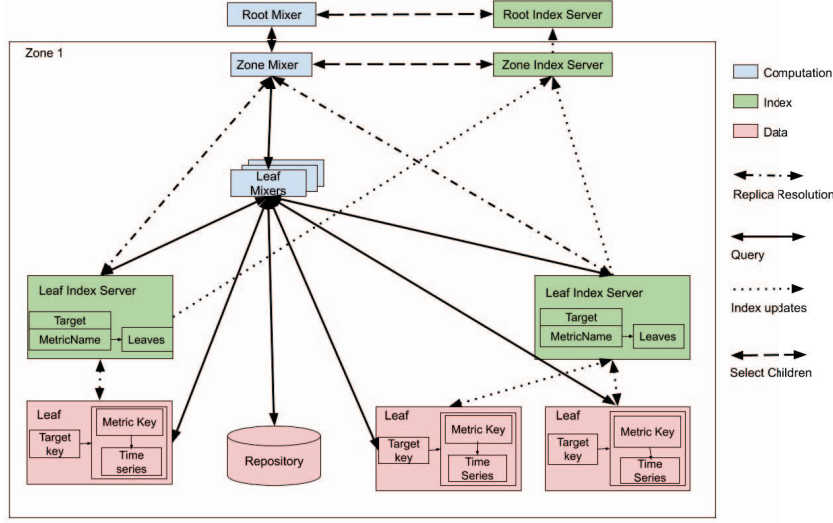 Root Mixer
Root Index Server
Zone 1
Zone Mixer
Zone Index Server
Computation
Index
Data
Leaf
Mixers
Replica Resolution
Query
Leaf Index Server
Target
MetricName
Leaves
Leaf Index Server
Target
MetricName
Leaves
Index updates
Select Children
Leaf
Metric Key
Target
key
Time
series
Repository
Leaf
Metric Key
Target
key
Time
Series
Leaf
Metric Key
Target
key
Time
Series